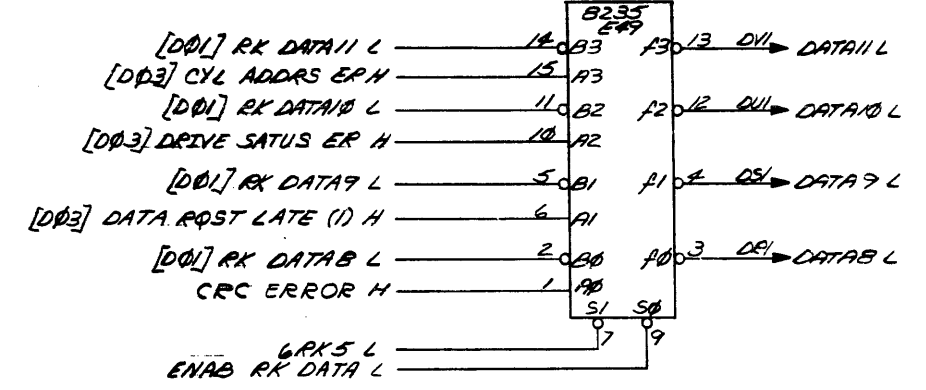 8235
E49
[DØ1] RK DATA11 L 14 B3 f3 13 DV1 DATA11 L
[DØ3] CYL ADDRS ER H 15 A3
[DØ1] RK DATA1Ø L 11 B2 f2 12 DU1 DATA1Ø L
[DØ3] DRIVE SATUS ER H 1Ø A2
[DØ1] RK DATA9 L 5 B1 f1 4 DS1 DATA9 L
[DØ3] DATA RQST LATE (1) H 6 A1
[DØ1] RK DATA8 L 2 BØ fØ 3 DR1 DATA8 L
CRC ERROR H 1 AØ
S1 SØ
7 9
6RK5 L
ENAB RK DATA L